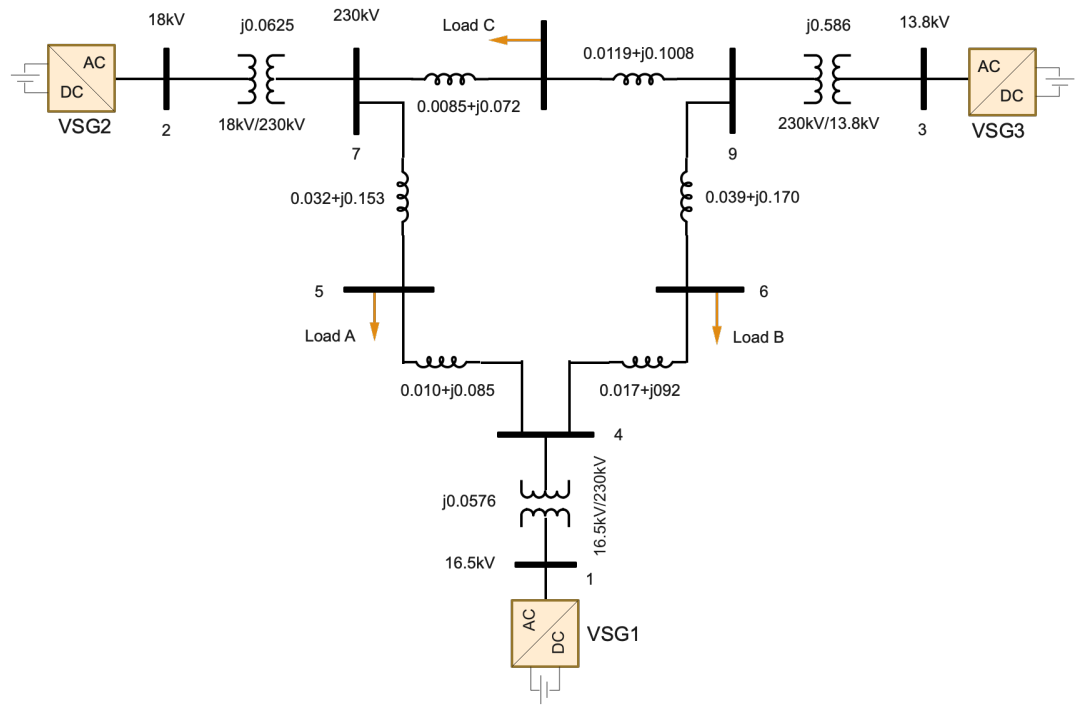 18kV
j0.0625
230kV
Load C
0.0119+j0.1008
j0.586
13.8kV
AC
DC
VSG2
2
18kV/230kV
7
0.0085+j0.072
9
230kV/13.8kV
3
AC
DC
VSG3
0.032+j0.153
0.039+j0.170
5
6
Load A
Load B
0.010+j0.085
0.017+j092
4
j0.0576
16.5kV/230kV
16.5kV
1
AC
DC
VSG1